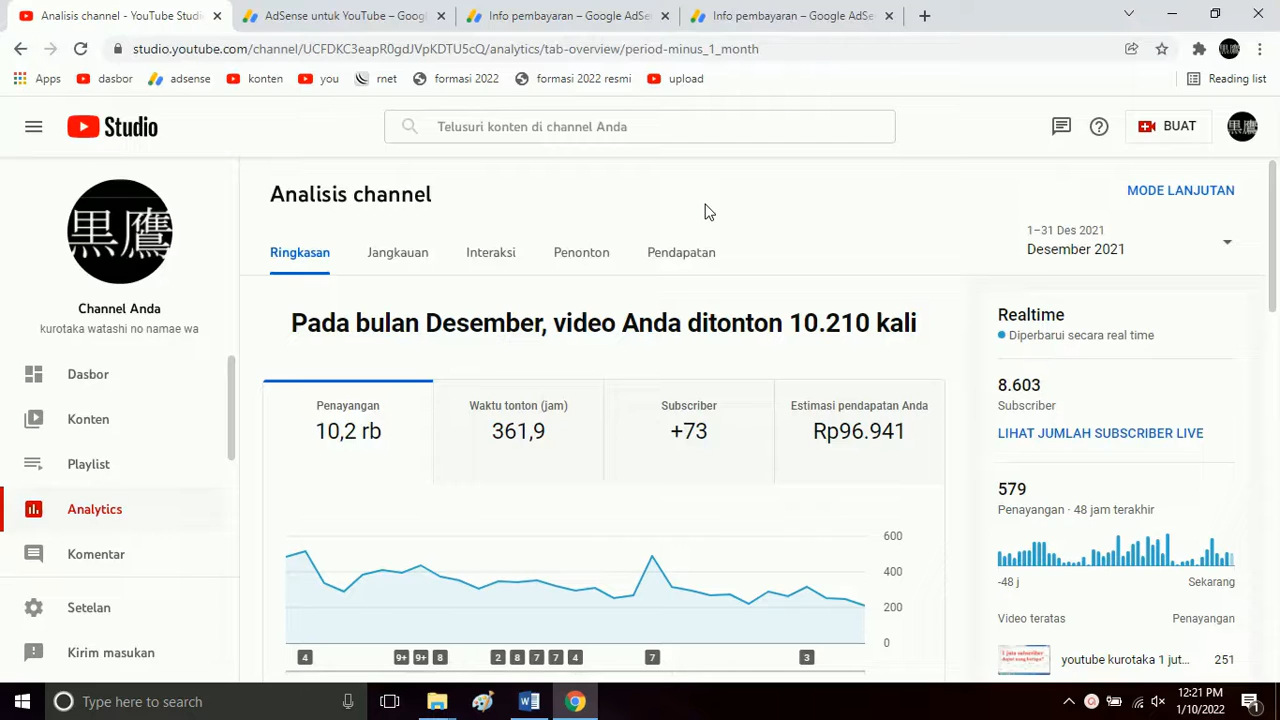 Analisis channel - YouTube Studio
AdSense untuk YouTube – Googl
Info pembayaran – Google AdSe
Info pembayaran – Google AdSe
studio.youtube.com/channel/UCFDKC3eapR0gdJVpKDTU5cQ/analytics/tab-overview/period-minus_1_month
Apps
dasbor
adsense
konten
you
rnet
formasi 2022
formasi 2022 resmi
upload
Reading list
Studio
Telusuri konten di channel Anda
BUAT
黒鷹
黒鷹
Channel Anda
kurotaka watashi no namae wa
Dasbor
Konten
Playlist
Analytics
Komentar
Setelan
Kirim masukan
Analisis channel
MODE LANJUTAN
1–31 Des 2021
Desember 2021
Ringkasan
Jangkauan
Interaksi
Penonton
Pendapatan
Pada bulan Desember, video Anda ditonton 10.210 kali
Penayangan
10,2 rb
Waktu tonton (jam)
361,9
Subscriber
+73
Estimasi pendapatan Anda
Rp96.941
600
400
200
0
4
9+
9+
8
2
8
7
7
4
7
3
Realtime
Diperbarui secara real time
8.603
Subscriber
LIHAT JUMLAH SUBSCRIBER LIVE
579
Penayangan · 48 jam terakhir
-48 j
Sekarang
Video teratas
Penayangan
youtube kurotaka 1 jut...
251
Type here to search
12:21 PM
1/10/2022
1